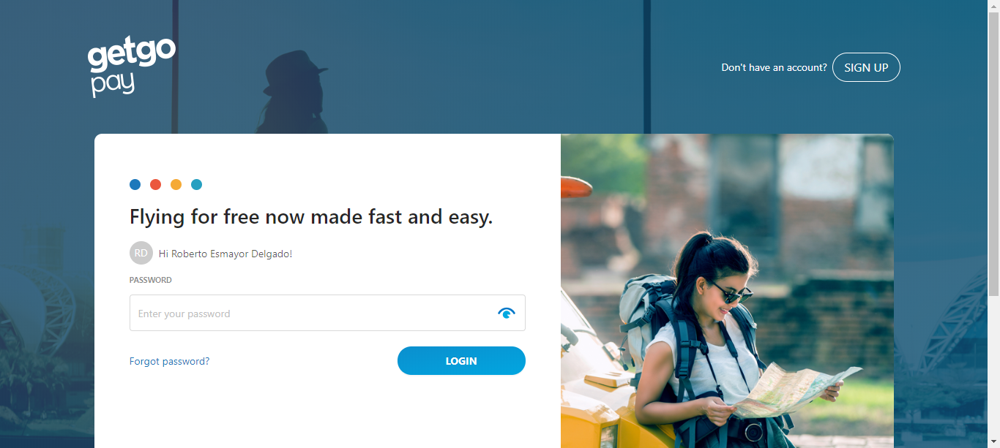 getgo
pay
Don't have an account?
SIGN UP
Flying for free now made fast and easy.
RD
Hi Roberto Esmayor Delgado!
PASSWORD
Enter your password
Forgot password?
LOGIN